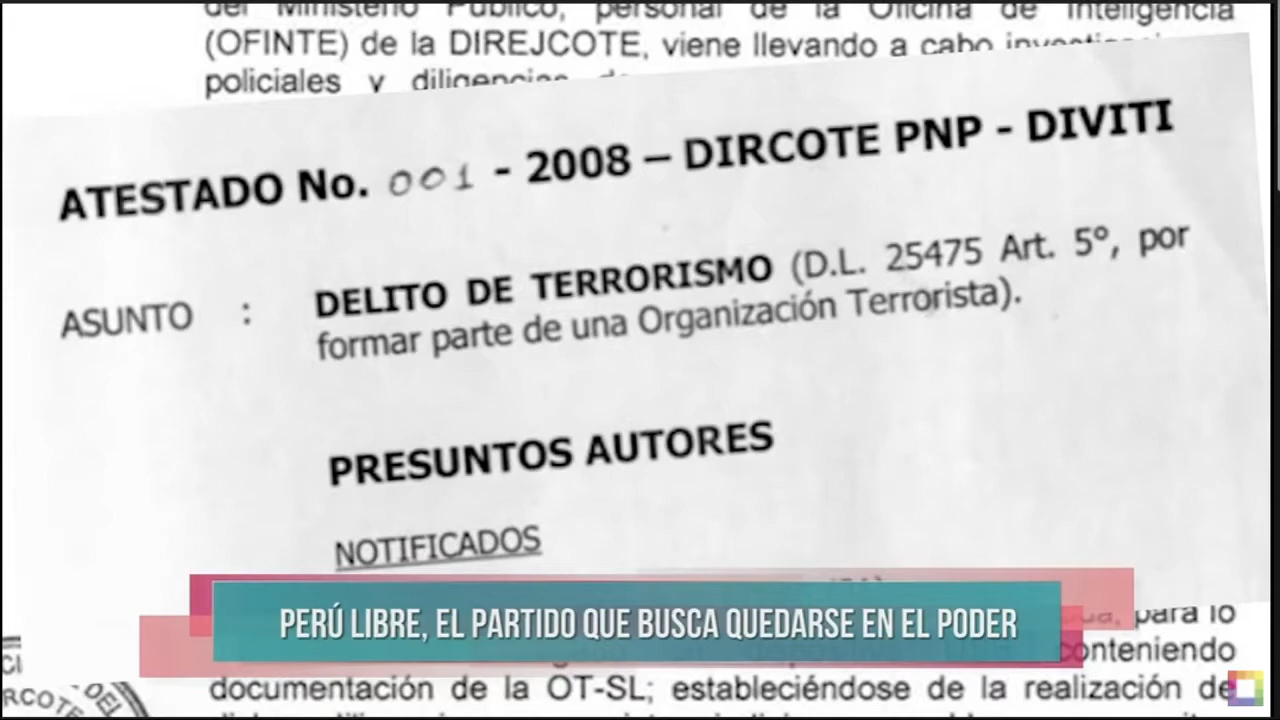 del Ministerio Público, personal de la Oficina de Inteligencia
(OFINTE) de la DIREJCOTE, viene llevando a cabo
policiales y diligencias
ATESTADO No. 001 - 2008 – DIRCOTE PNP - DIVITI
ASUNTO : DELITO DE TERRORISMO (D.L. 25475 Art. 5º, por
formar parte de una Organización Terrorista).
PRESUNTOS AUTORES
NOTIFICADOS
PERÚ LIBRE, EL PARTIDO QUE BUSCA QUEDARSE EN EL PODER
para lo
conteniendo
documentación de la OT-SL; estableciéndose de la realización de
DEL